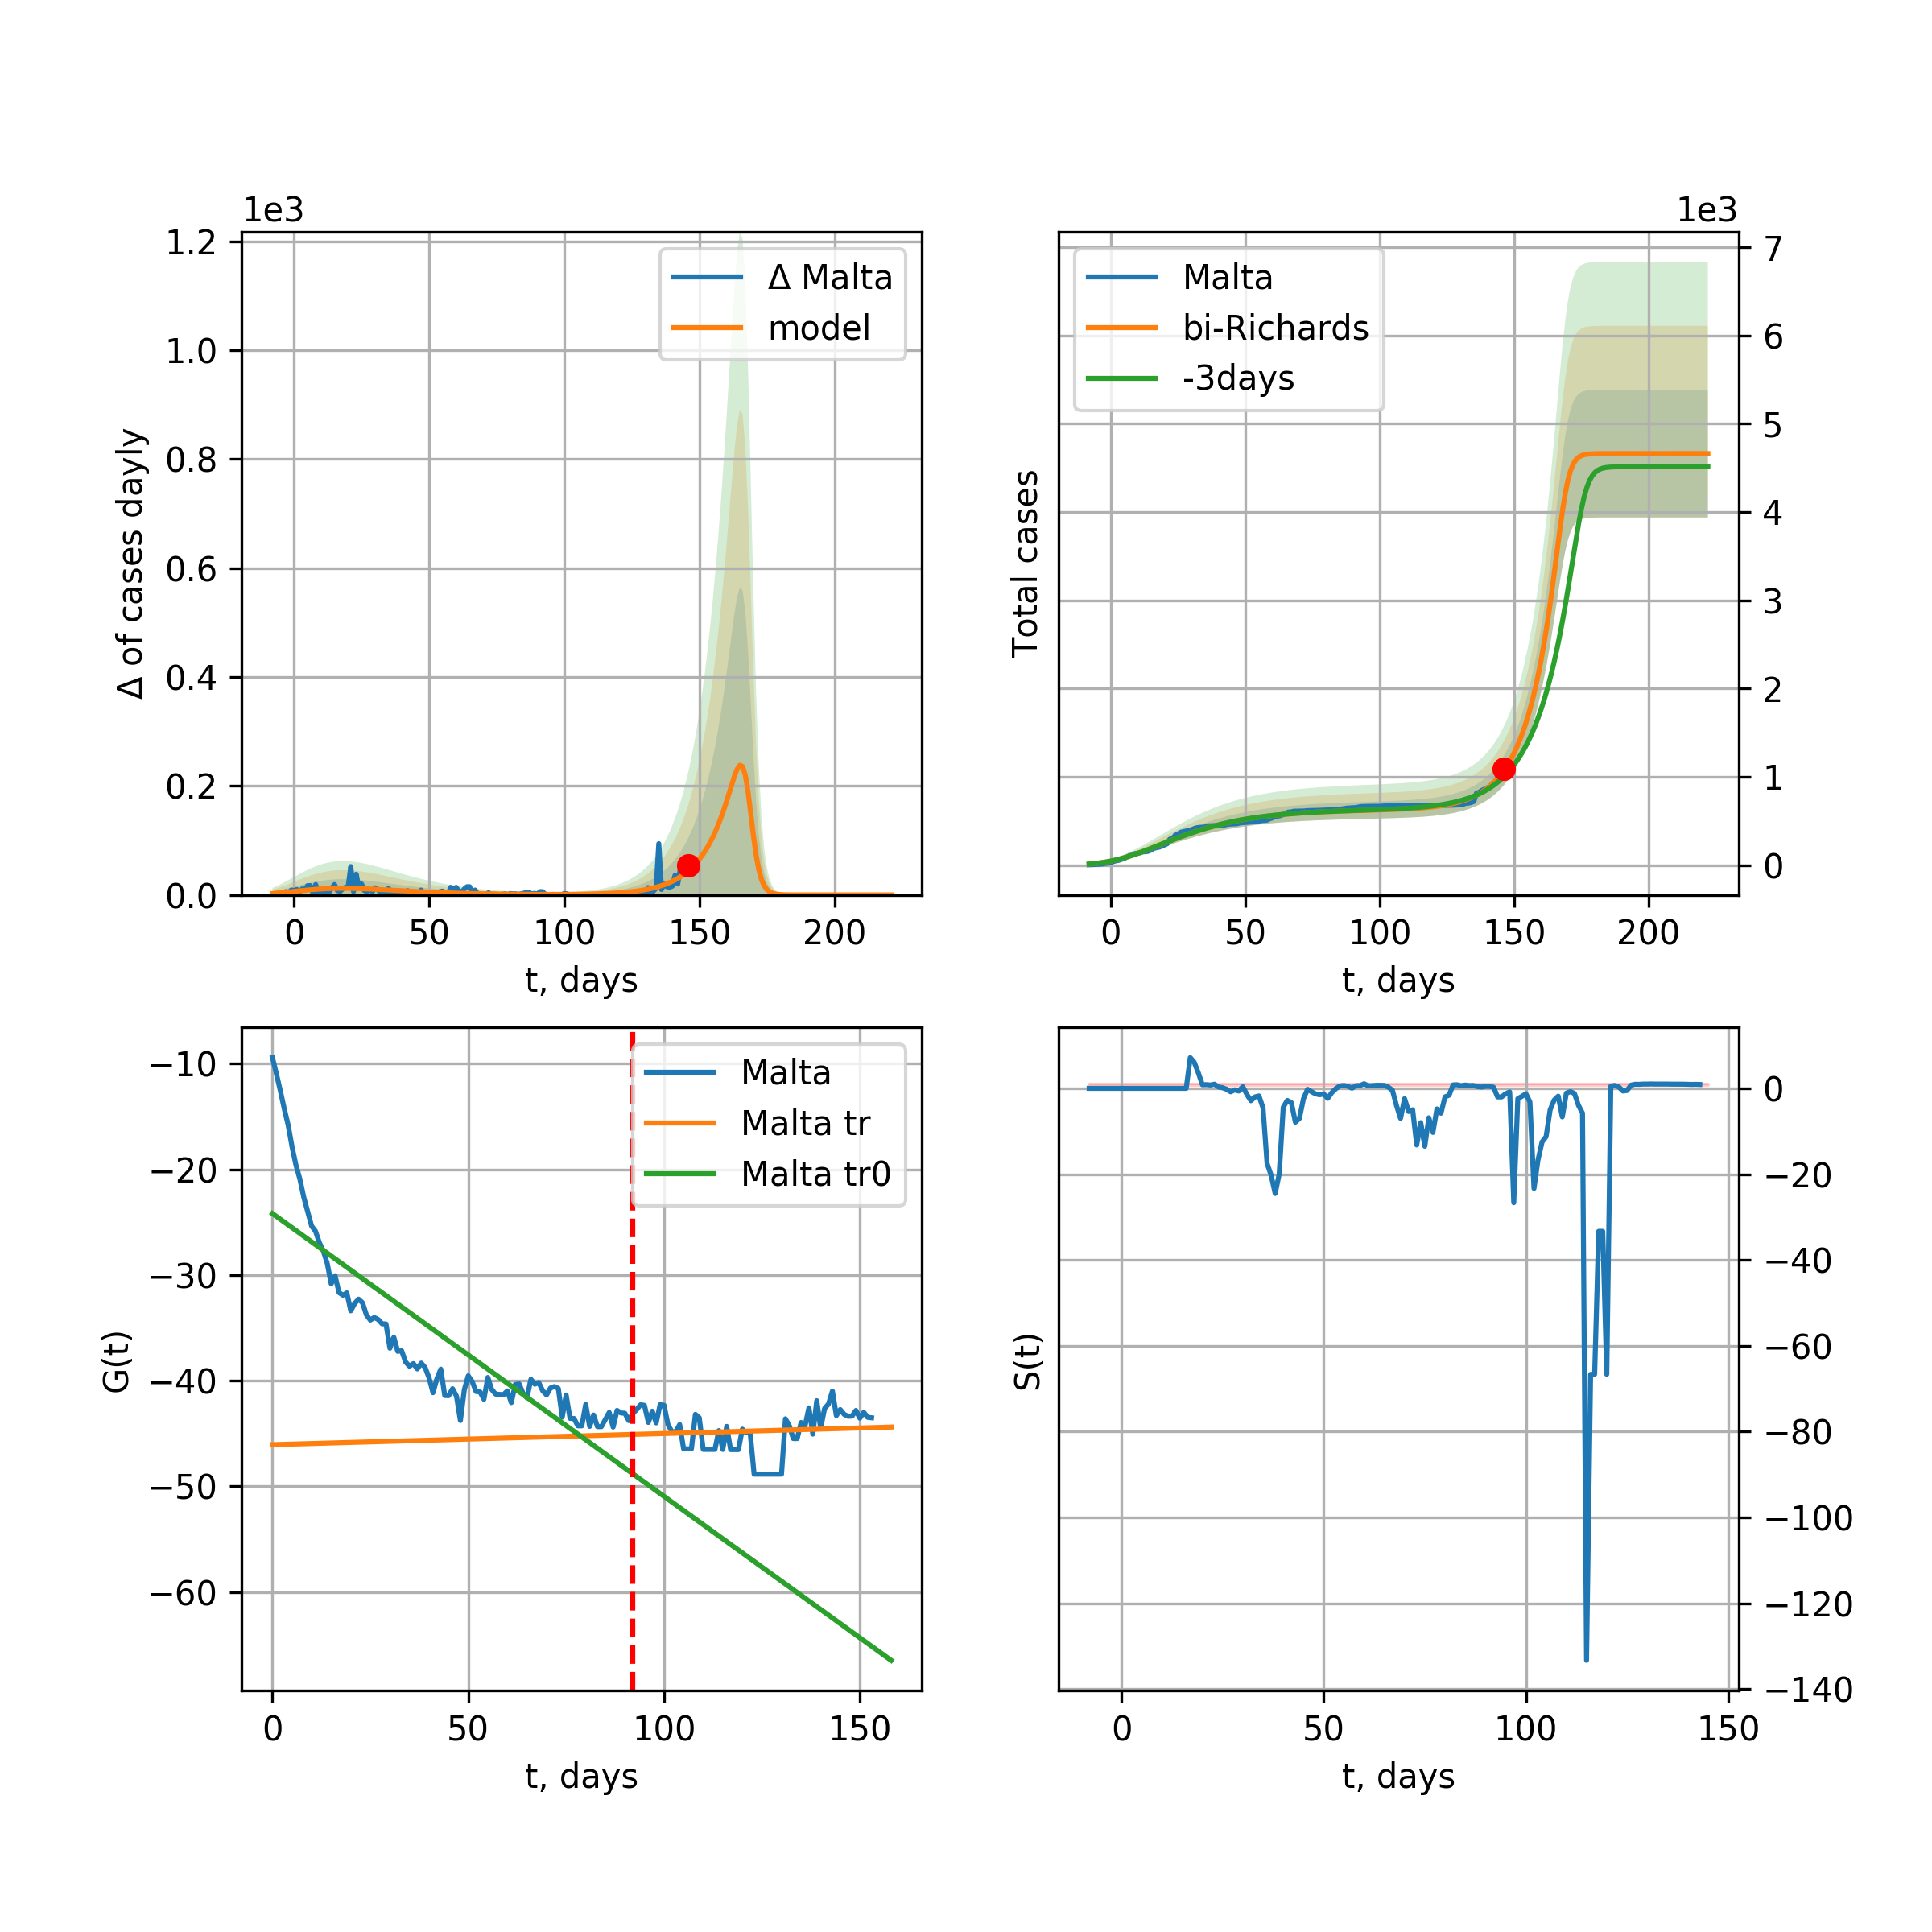 1e3
Δ of cases dayly
1.2
1.0
0.8
0.6
0.4
0.2
0.0
Δ Malta
model
0 50 100 150 200
t, days
1e3
Total cases
Malta
bi-Richards
-3days
7
6
5
4
3
2
1
0
0 50 100 150 200
t, days
G(t)
−10
−20
−30
−40
−50
−60
Malta
Malta tr
Malta tr0
0 50 100 150
t, days
S(t)
0
−20
−40
−60
−80
−100
−120
−140
0 50 100 150
t, days